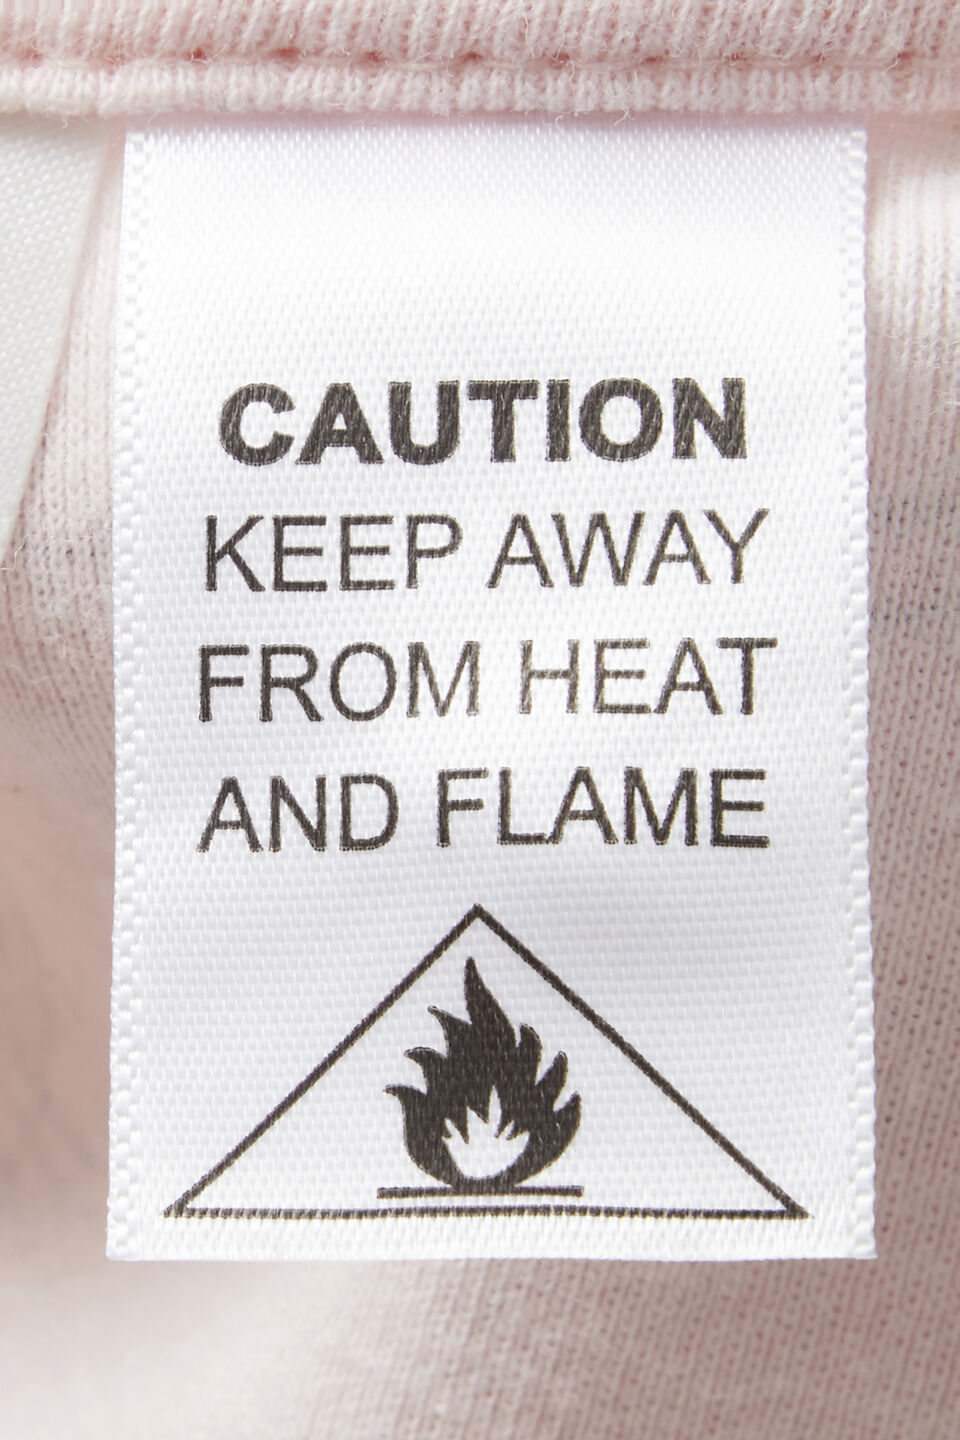 CAUTION
KEEP AWAY
FROM HEAT
AND FLAME